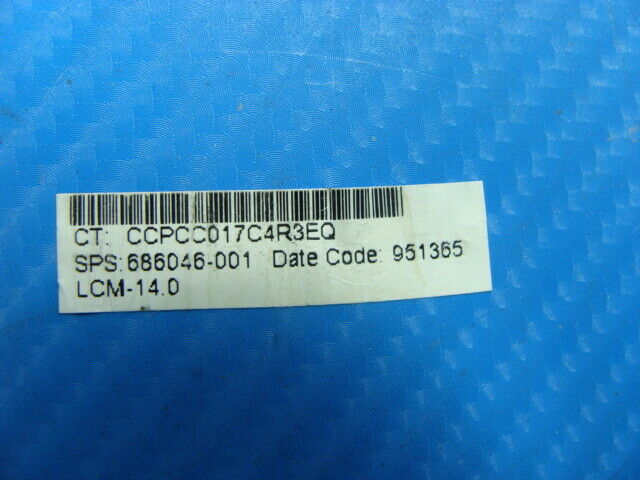 CT: CCPCC017C4R3EQ
SPS:686046-001 Date Code: 951365
LCM-14.0